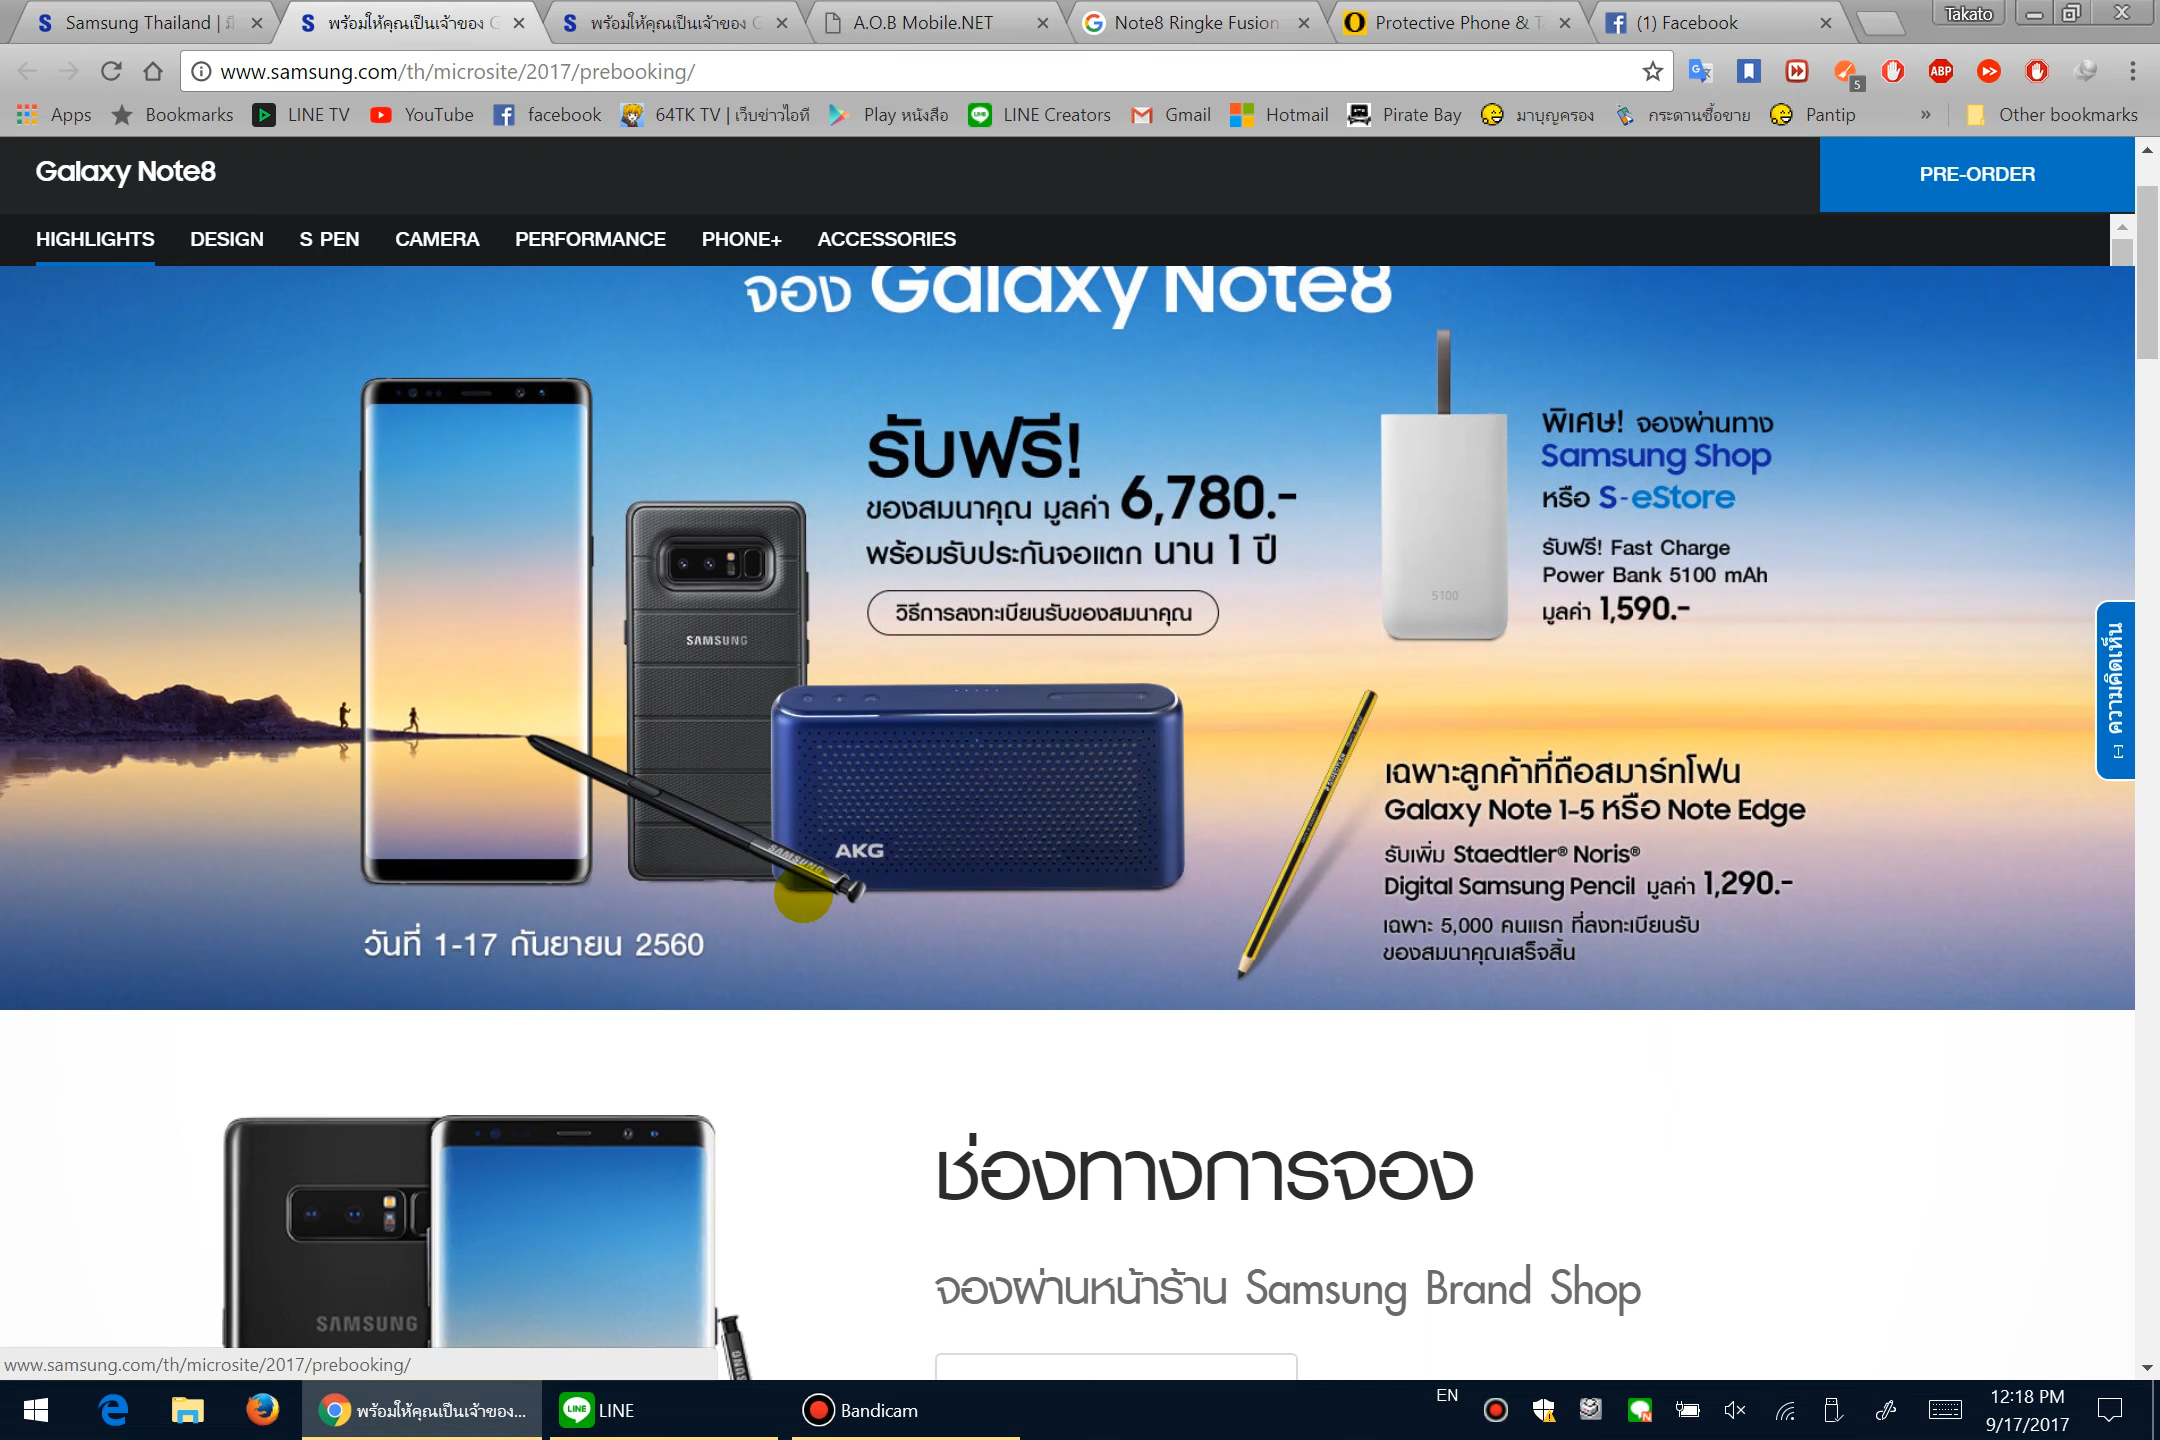 Samsung Thailand | มี
พร้อมให้คุณเป็นเจ้าของ G
พร้อมให้คุณเป็นเจ้าของ G
A.O.B Mobile.NET
Note8 Ringke Fusion
Protective Phone & T
(1) Facebook
Takato
www.samsung.com/th/microsite/2017/prebooking/
5
ABP
Apps
Bookmarks
LINE TV
YouTube
facebook
64TK TV | เว็บข่าวไอที
Play หนังสือ
LINE Creators
Gmail
Hotmail
Pirate Bay
มาบุญครอง
กระดานซื้อขาย
Pantip
»
Other bookmarks
Galaxy Note8
PRE-ORDER
HIGHLIGHTS
DESIGN
S PEN
CAMERA
PERFORMANCE
PHONE+
ACCESSORIES
จอง Galaxy Note8
รับฟรี!
ของสมนาคุณ มูลค่า 6,780.-
พร้อมรับประกันจอแตก นาน 1 ปี
วิธีการลงทะเบียนรับของสมนาคุณ
พิเศษ! จองผ่านทาง
Samsung Shop
หรือ S-eStore
รับฟรี! Fast Charge
Power Bank 5100 mAh
มูลค่า 1,590.-
5100
SAMSUNG
AKG
SAMSUNG
เฉพาะลูกค้าที่ถือสมาร์ทโฟน
Galaxy Note 1-5 หรือ Note Edge
รับเพิ่ม Staedtler® Noris®
Digital Samsung Pencil มูลค่า 1,290.-
เฉพาะ 5,000 คนแรก ที่ลงทะเบียนรับ
ของสมนาคุณเสร็จสิ้น
วันที่ 1-17 กันยายน 2560
ความคิดเห็น
ช่องทางการจอง
จองผ่านหน้าร้าน Samsung Brand Shop
SAMSUNG
SAMSUNG
www.samsung.com/th/microsite/2017/prebooking/
พร้อมให้คุณเป็นเจ้าของ...
LINE
LINE
Bandicam
EN
12:18 PM
9/17/2017